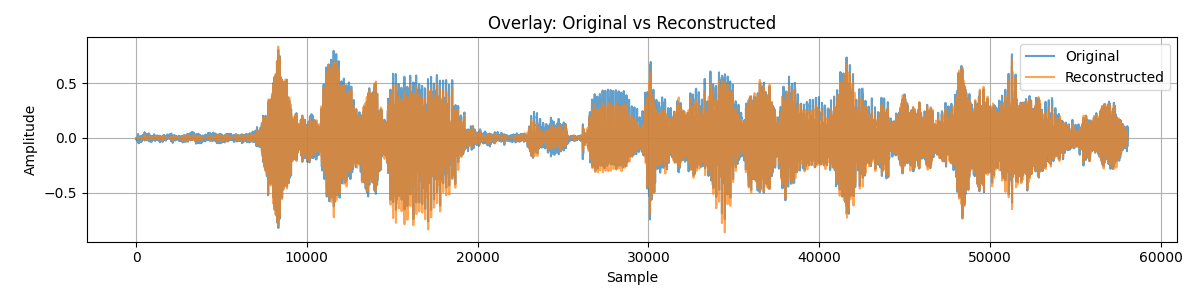 Overlay: Original vs Reconstructed
Original
Reconstructed
Amplitude
0.5
0.0
−0.5
0 10000 20000 30000 40000 50000 60000
Sample